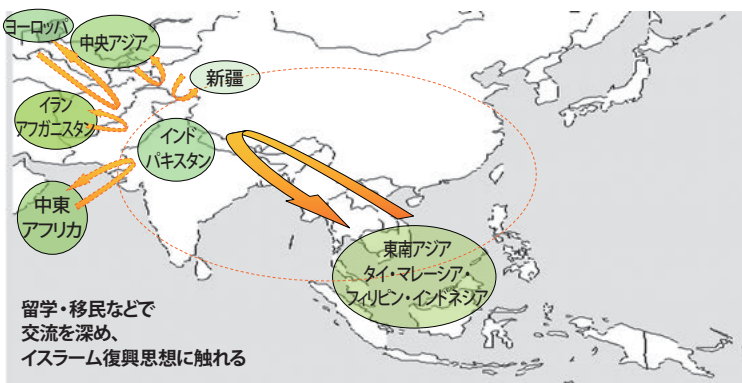 ヨーロッパ
中央アジア
新疆
イラン
アフガニスタン
インド
パキスタン
中東
アフリカ
東南アジア
タイ・マレーシア・
フィリピン・インドネシア
留学・移民などで
交流を深め、
イスラーム復興思想に触れる